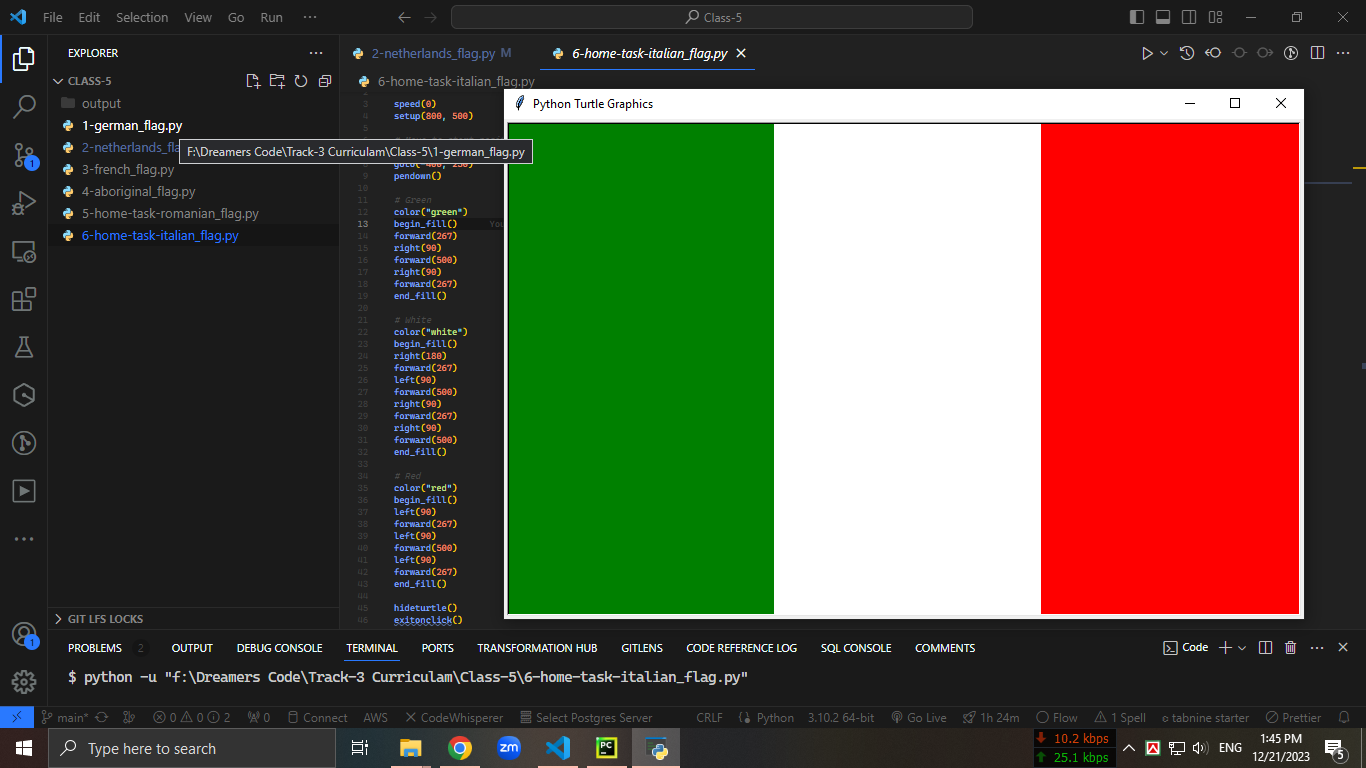 File Edit Selection View Go Run ··· Class-5
EXPLORER ···
CLASS-5
output
1-german_flag.py
2-netherlands_fla
3-french_flag.py
4-aboriginal_flag.py
5-home-task-romanian_flag.py
6-home-task-italian_flag.py
F:\Dreamers Code\Track-3 Curriculam\Class-5\1-german_flag.py
GIT LFS LOCKS
2-netherlands_flag.py M
6-home-task-italian_flag.py
6-home-task-italian_flag.py
3 speed(0)
4 setup(800, 500)
5
9 pendown()
10
11 # Green
12 color("green")
13 begin_fill() You
14 forward(267)
15 right(90)
16 forward(500)
17 right(90)
18 forward(267)
19 end_fill()
20
21 # White
22 color("white")
23 begin_fill()
24 right(180)
25 forward(267)
26 left(90)
27 forward(500)
28 right(90)
29 forward(267)
30 right(90)
31 forward(500)
32 end_fill()
33
34 # Red
35 color("red")
36 begin_fill()
37 left(90)
38 forward(267)
39 left(90)
40 forward(500)
41 left(90)
42 forward(267)
43 end_fill()
44
45 hideturtle()
46 exitonclick()
Python Turtle Graphics
PROBLEMS 2 OUTPUT DEBUG CONSOLE TERMINAL PORTS TRANSFORMATION HUB GITLENS CODE REFERENCE LOG SQL CONSOLE COMMENTS Code
$ python -u "f:\Dreamers Code\Track-3 Curriculam\Class-5\6-home-task-italian_flag.py"
main* 0 0 2 0 Connect AWS CodeWhisperer Select Postgres Server CRLF Python 3.10.2 64-bit Go Live 1h 24m Flow 1 Spell tabnine starter Prettier
Type here to search
zm
PC
10.2 kbps
25.1 kbps
ENG
1:45 PM
12/21/2023
5
1
1